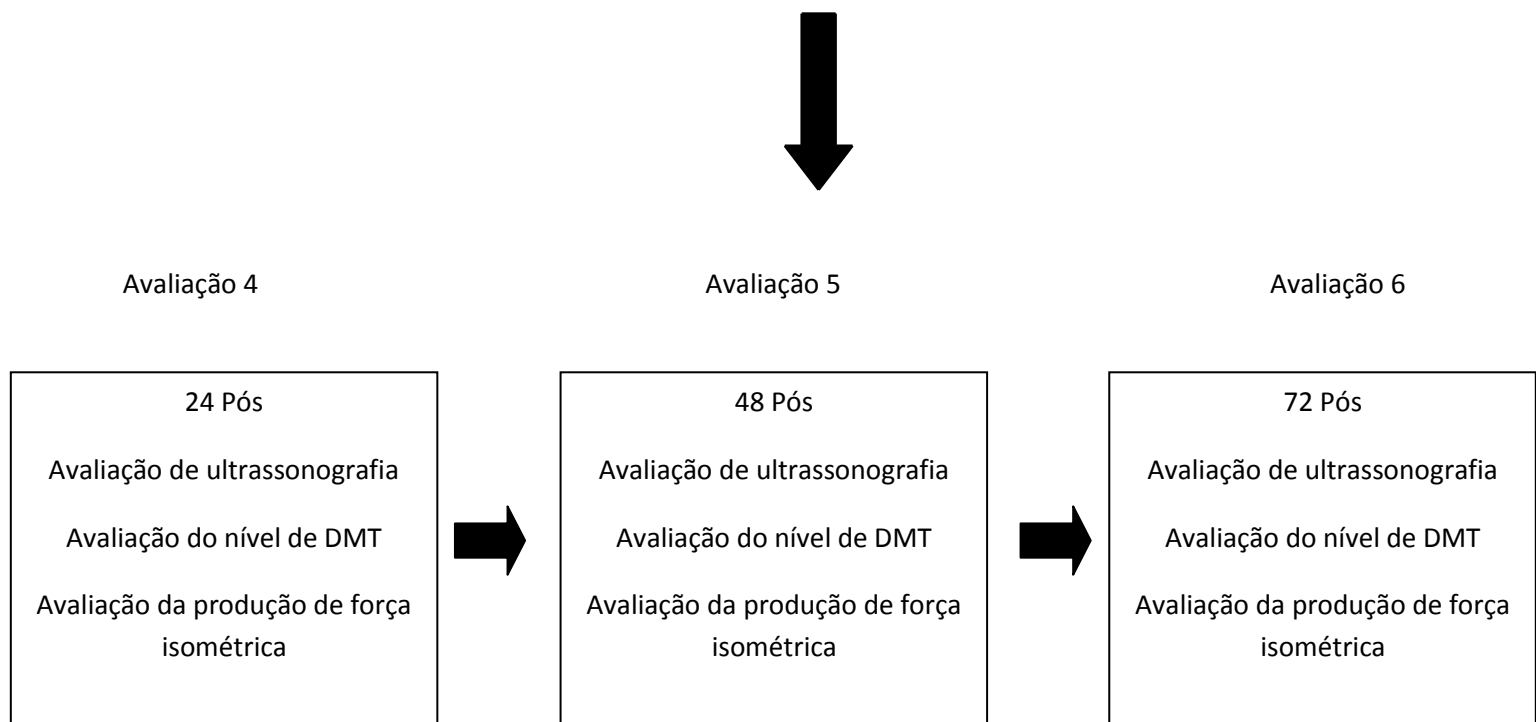 Avaliação 4
Avaliação 5
Avaliação 6
24 Pós
Avaliação de ultrassonografia
Avaliação do nível de DMT
Avaliação da produção de força
isométrica
48 Pós
Avaliação de ultrassonografia
Avaliação do nível de DMT
Avaliação da produção de força
isométrica
72 Pós
Avaliação de ultrassonografia
Avaliação do nível de DMT
Avaliação da produção de força
isométrica